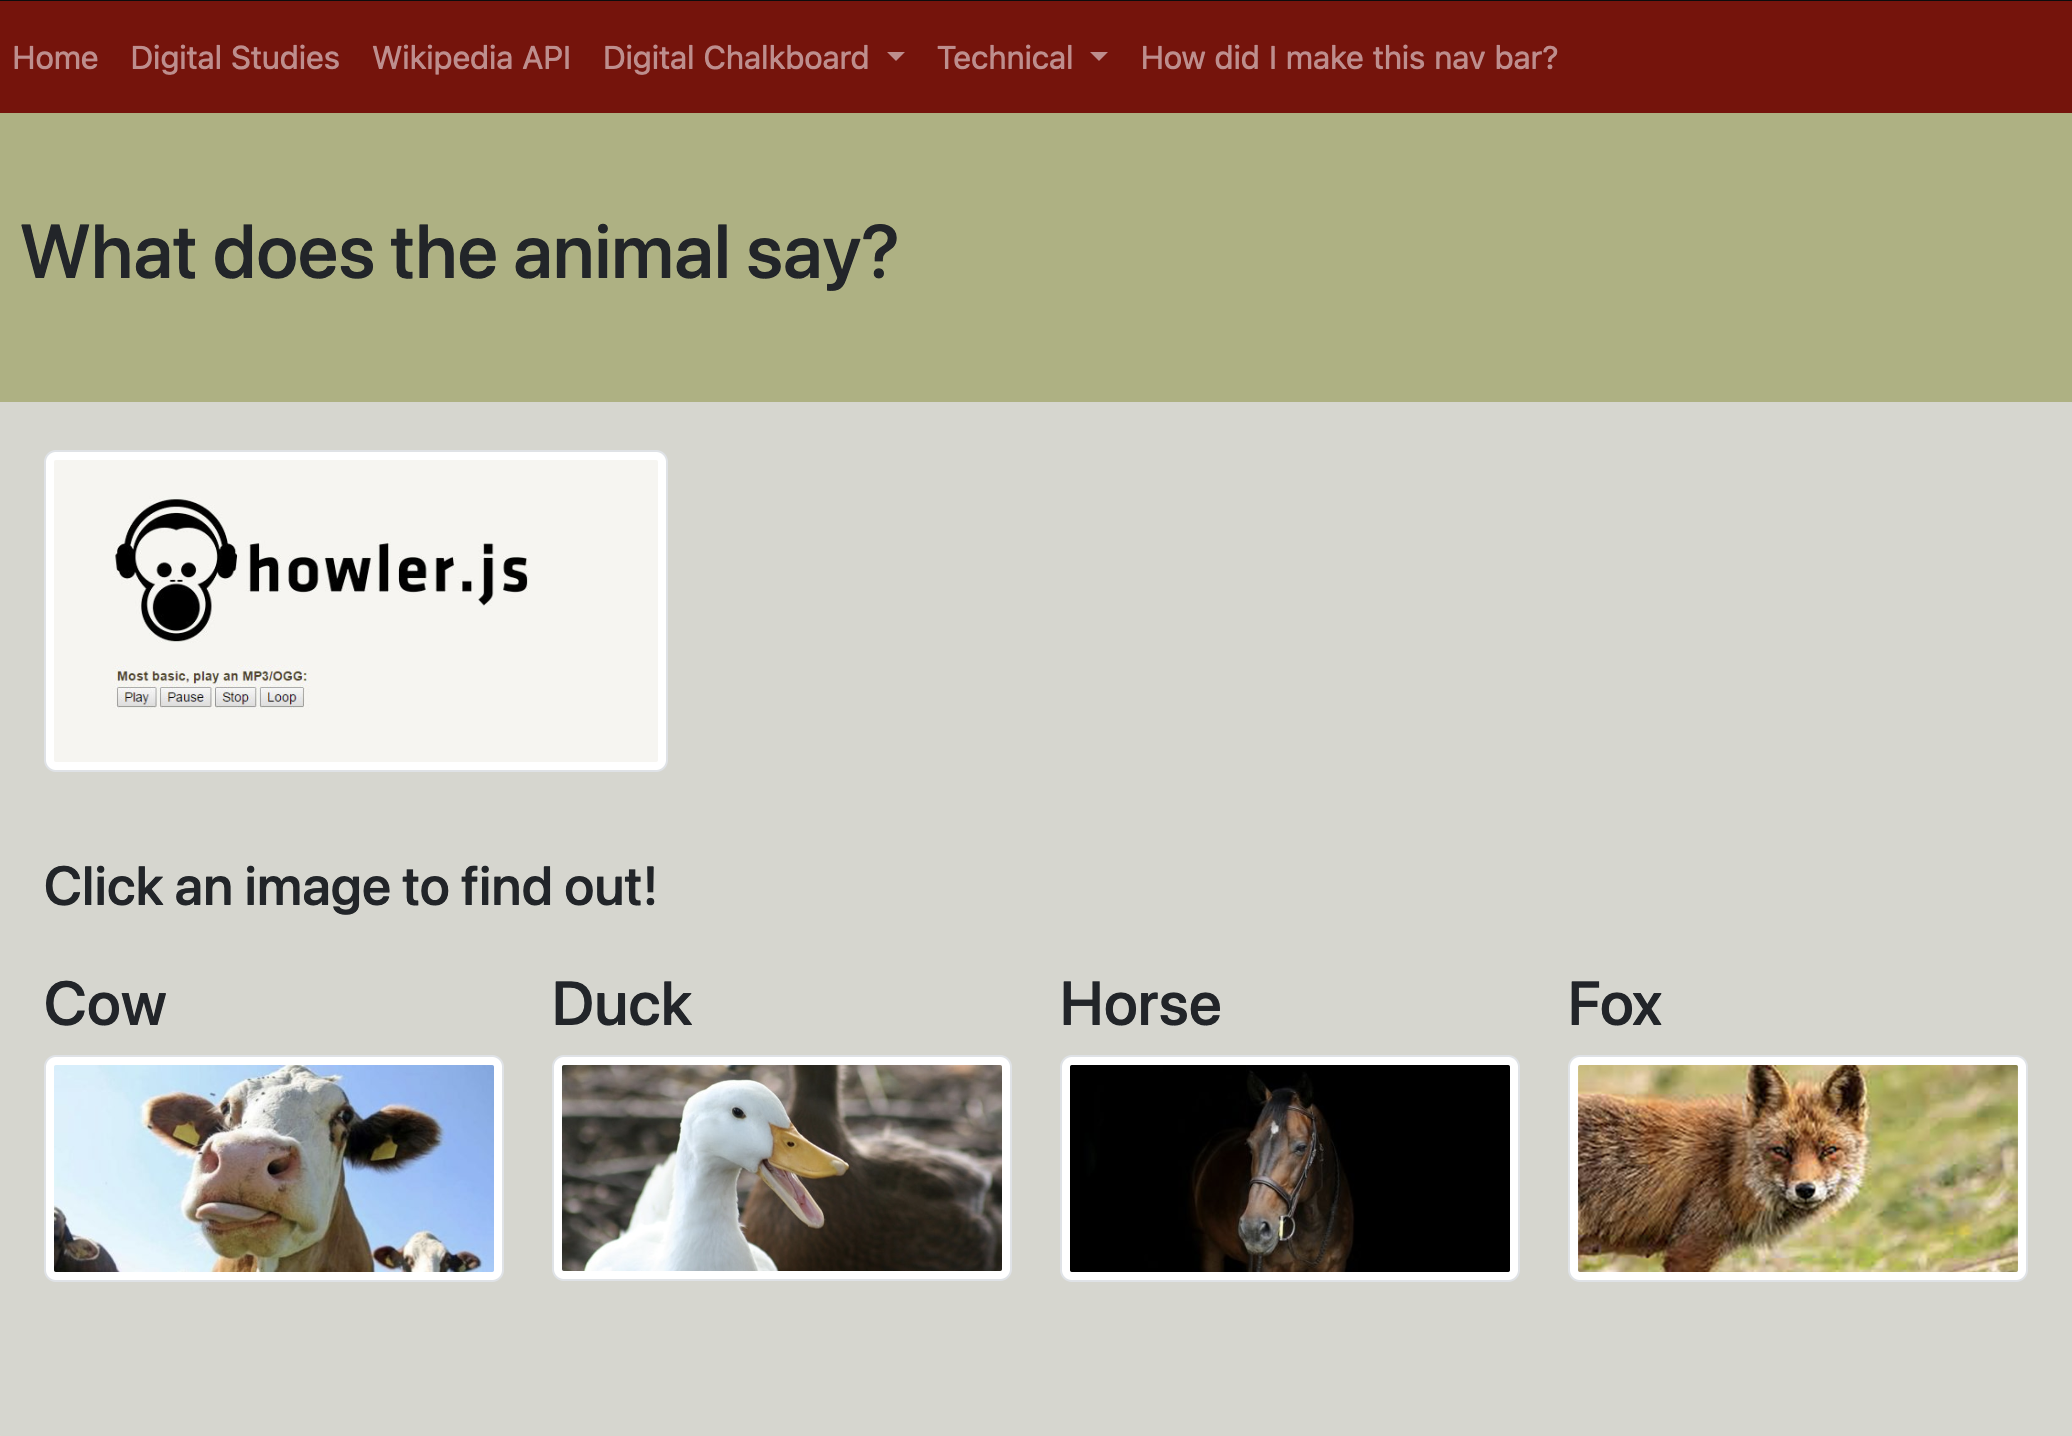 Home Digital Studies Wikipedia API Digital Chalkboard Technical How did I make this nav bar?
What does the animal say?
howler.js
Most basic, play an MP3/OGG:
Play Pause Stop Loop
Click an image to find out!
Cow Duck Horse Fox